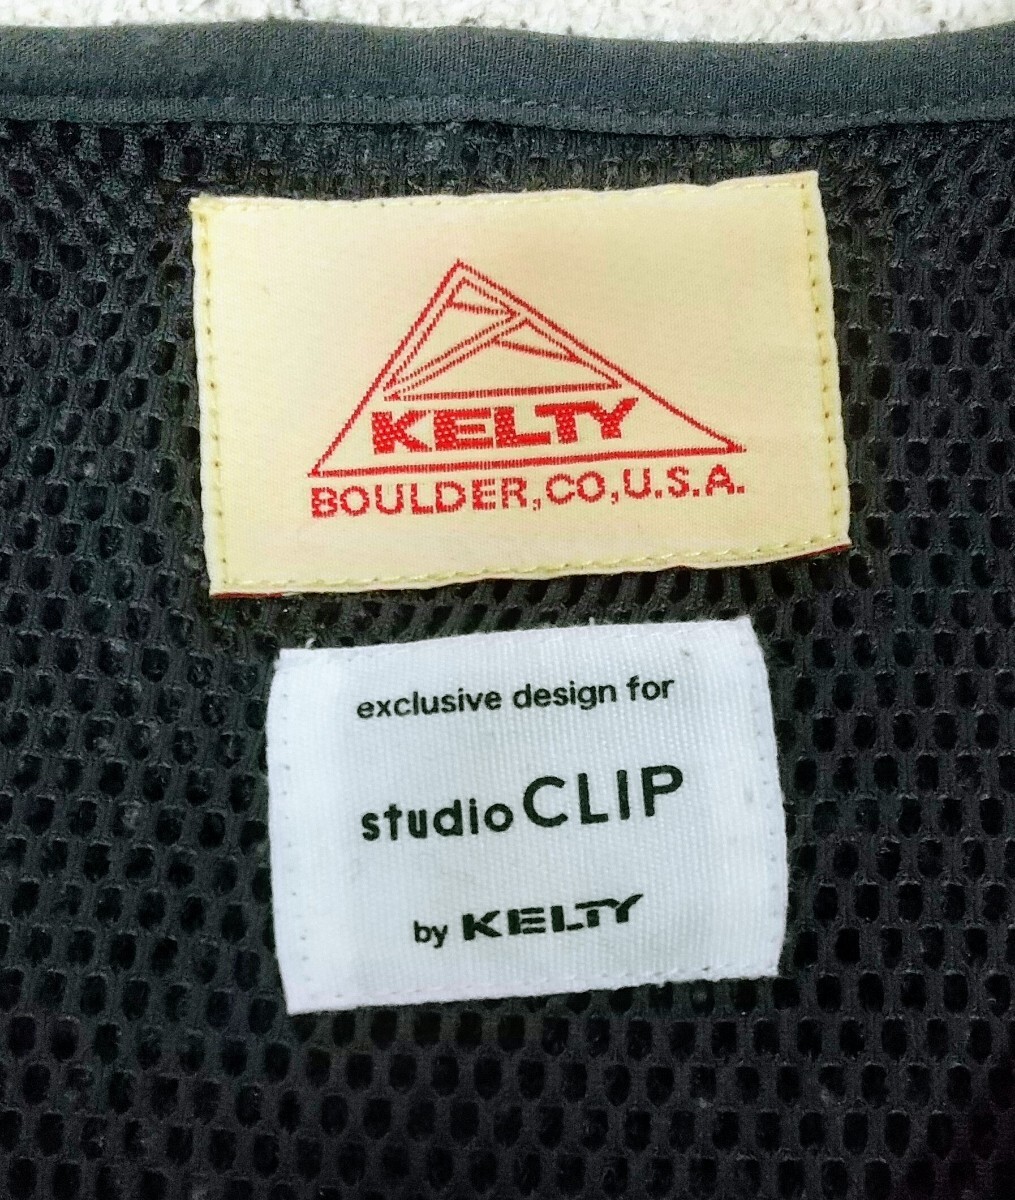 KELTY
BOULDER,CO,U.S.A.
exclusive design for
studio CLIP
by KELTY